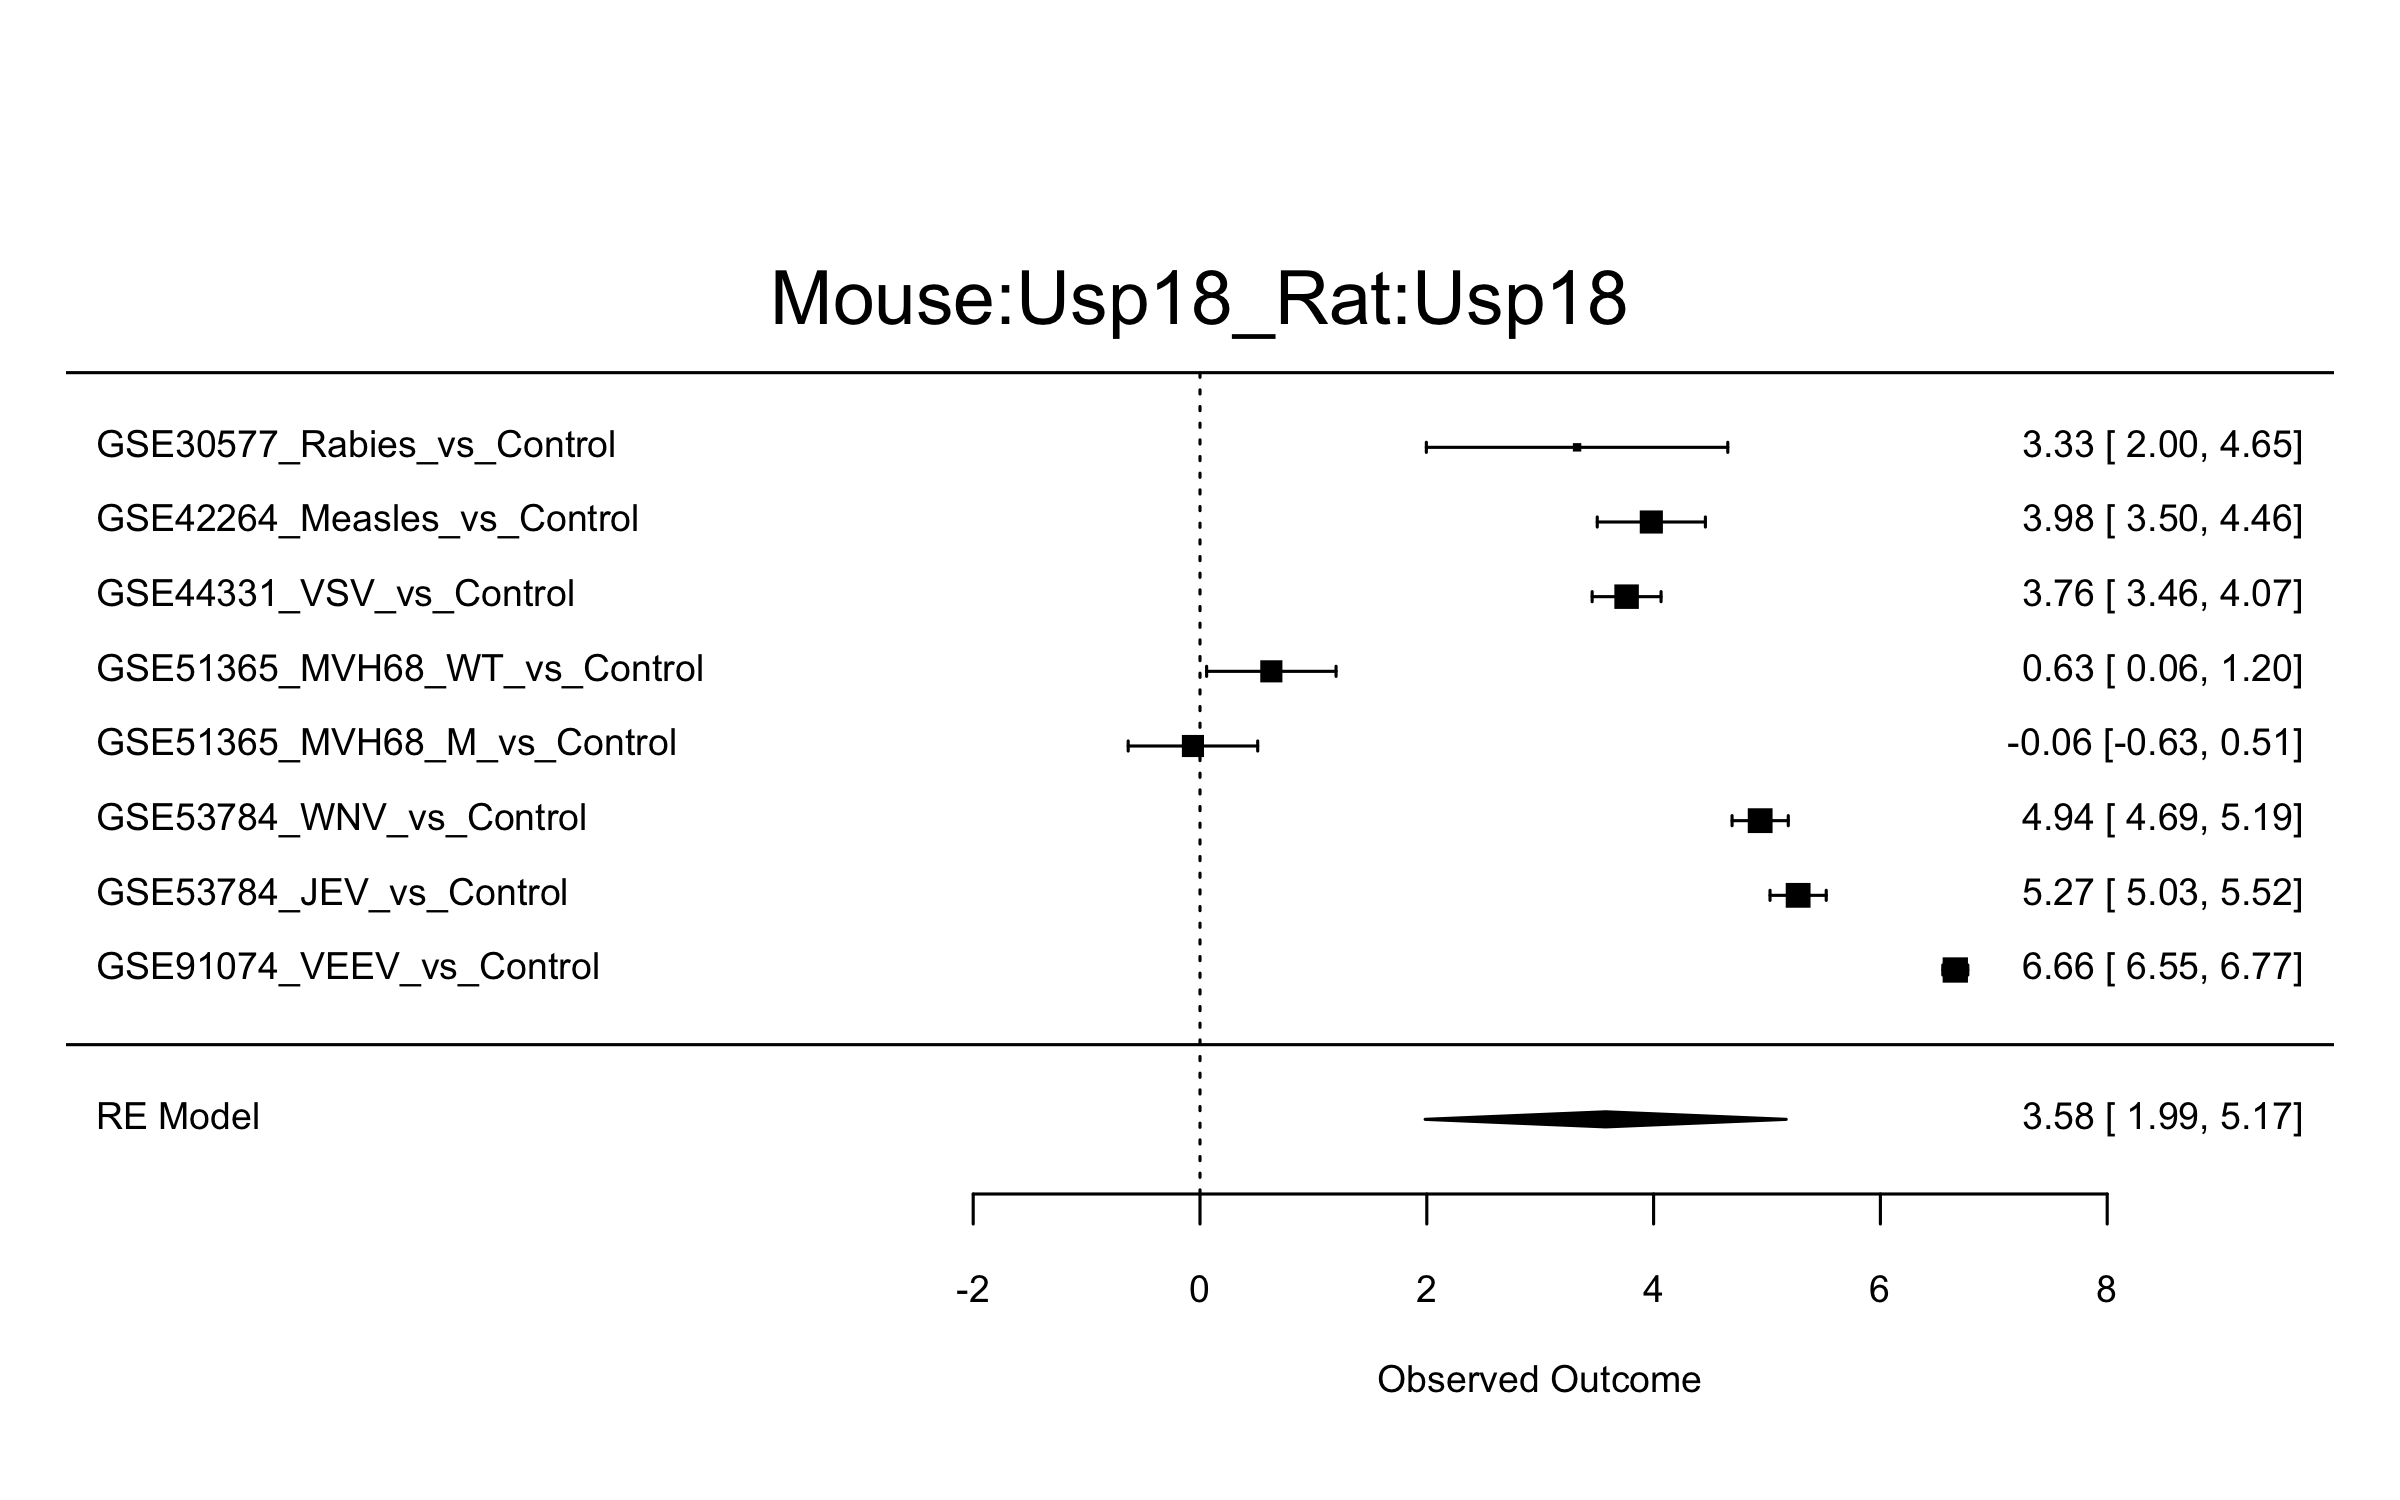 Mouse:Usp18_Rat:Usp18
GSE30577_Rabies_vs_Control 3.33 [ 2.00, 4.65]
GSE42264_Measles_vs_Control 3.98 [ 3.50, 4.46]
GSE44331_VSV_vs_Control 3.76 [ 3.46, 4.07]
GSE51365_MVH68_WT_vs_Control 0.63 [ 0.06, 1.20]
GSE51365_MVH68_M_vs_Control -0.06 [-0.63, 0.51]
GSE53784_WNV_vs_Control 4.94 [ 4.69, 5.19]
GSE53784_JEV_vs_Control 5.27 [ 5.03, 5.52]
GSE91074_VEEV_vs_Control 6.66 [ 6.55, 6.77]
RE Model 3.58 [ 1.99, 5.17]
-2 0 2 4 6 8
Observed Outcome